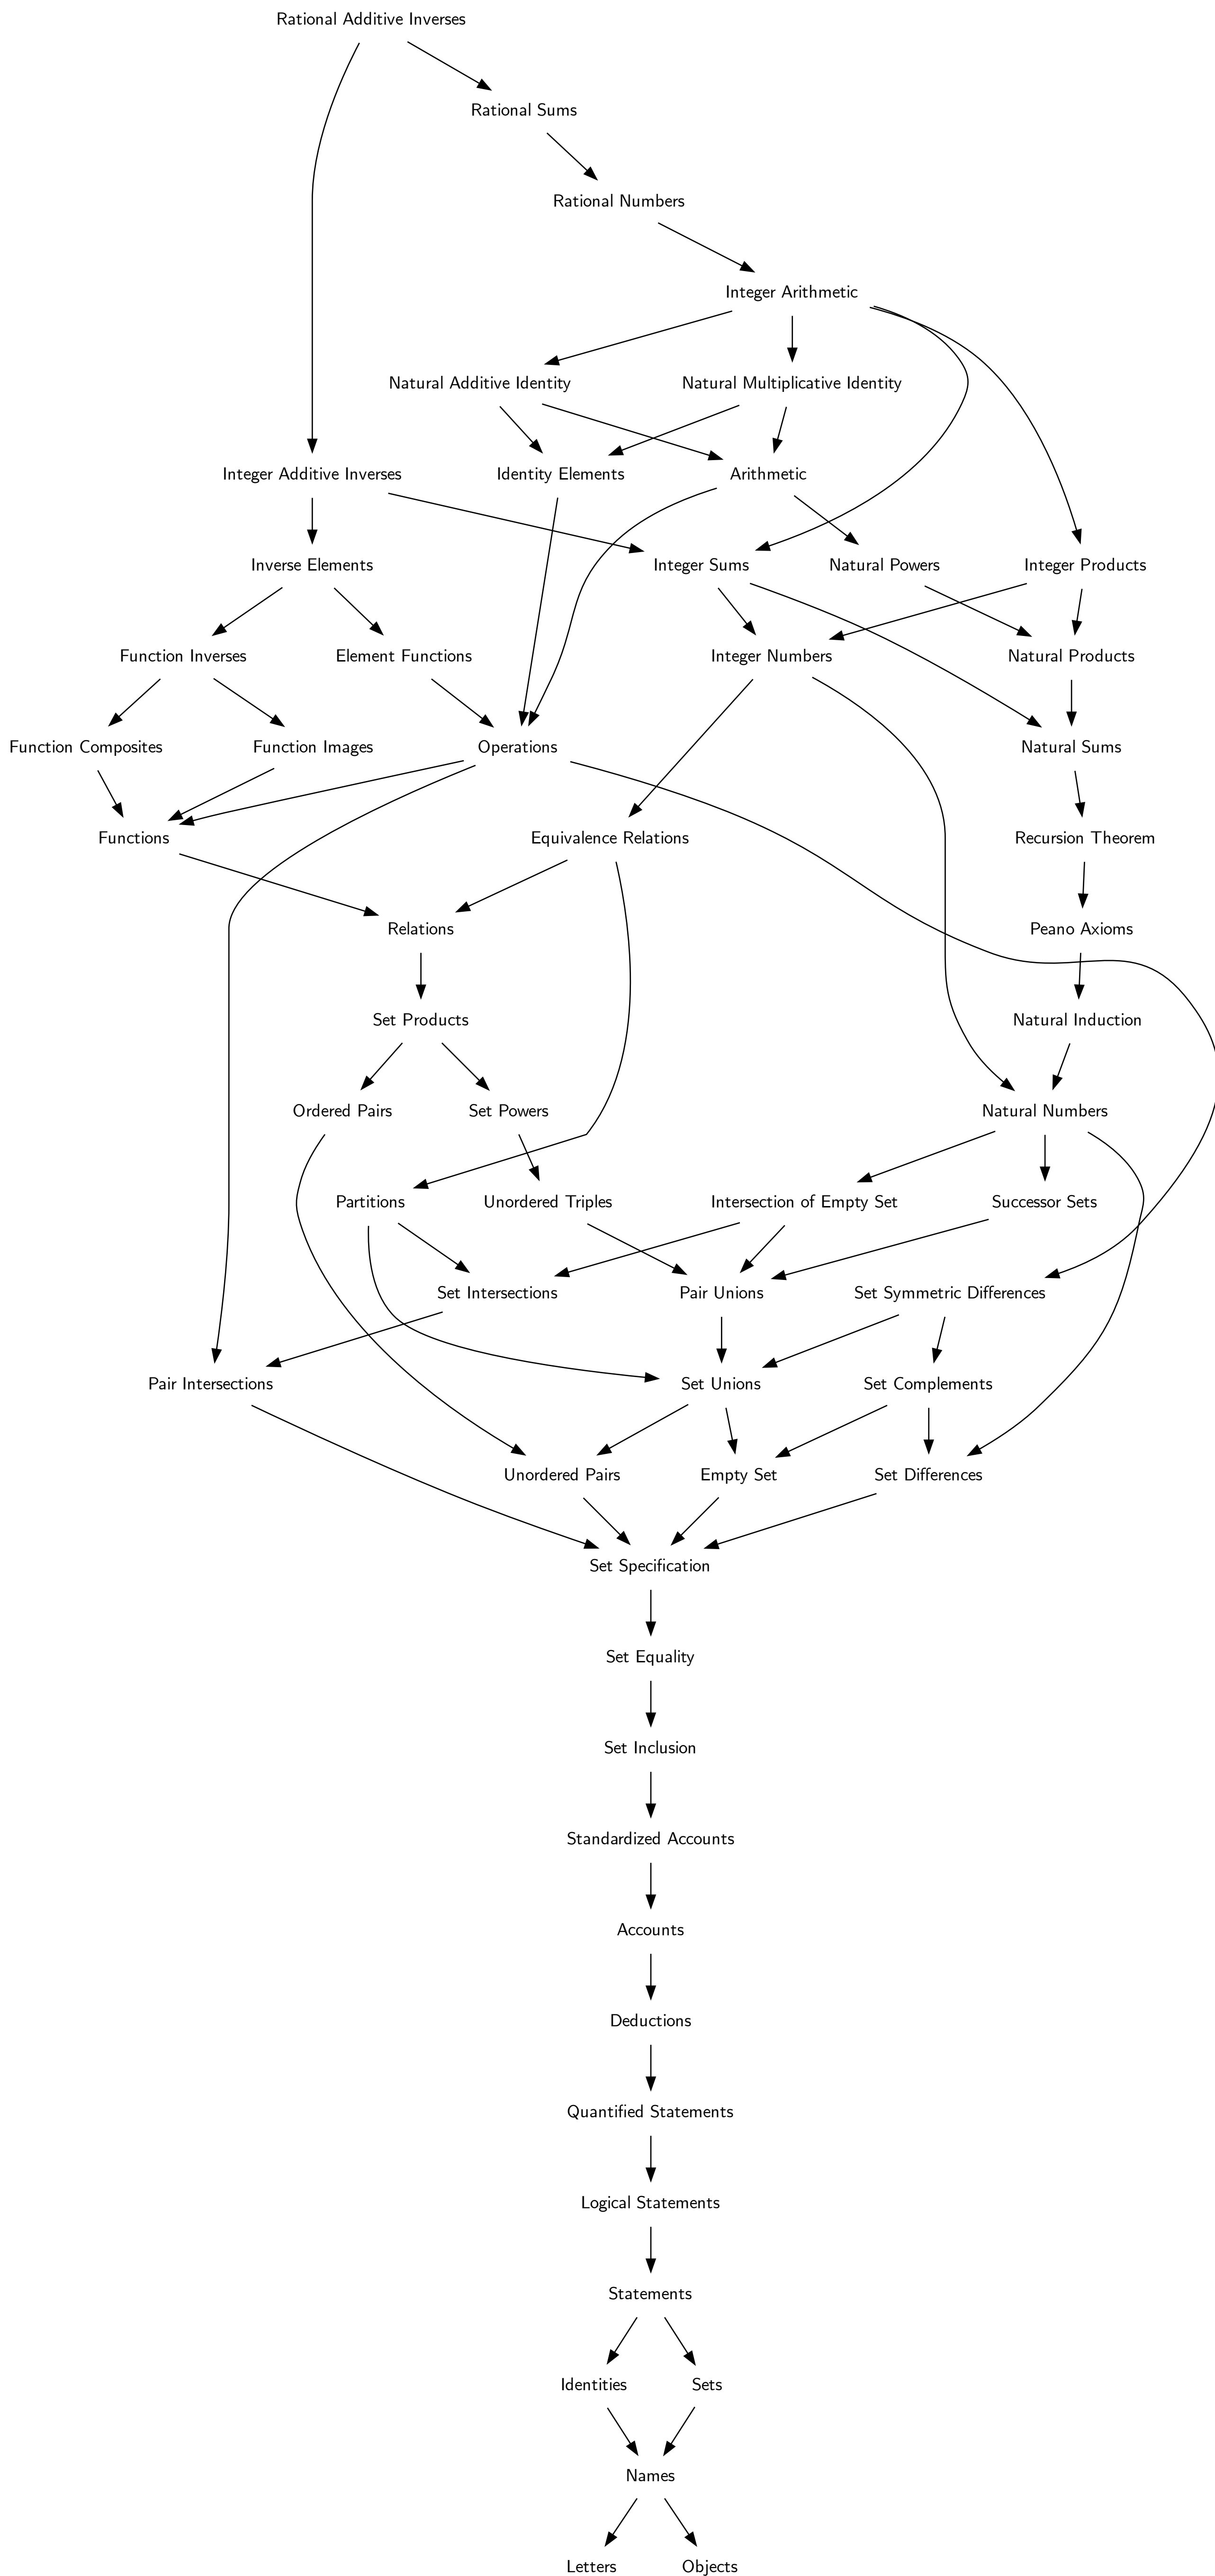 Rational Additive Inverses
Rational Sums
Rational Numbers
Integer Arithmetic
Natural Additive Identity
Natural Multiplicative Identity
Integer Additive Inverses
Identity Elements
Arithmetic
Inverse Elements
Integer Sums
Natural Powers
Integer Products
Function Inverses
Element Functions
Integer Numbers
Natural Products
Function Composites
Function Images
Operations
Natural Sums
Functions
Equivalence Relations
Recursion Theorem
Relations
Peano Axioms
Set Products
Natural Induction
Ordered Pairs
Set Powers
Natural Numbers
Partitions
Unordered Triples
Intersection of Empty Set
Successor Sets
Set Intersections
Pair Unions
Set Symmetric Differences
Pair Intersections
Set Unions
Set Complements
Unordered Pairs
Empty Set
Set Differences
Set Specification
Set Equality
Set Inclusion
Standardized Accounts
Accounts
Deductions
Quantified Statements
Logical Statements
Statements
Identities
Sets
Names
Letters
Objects